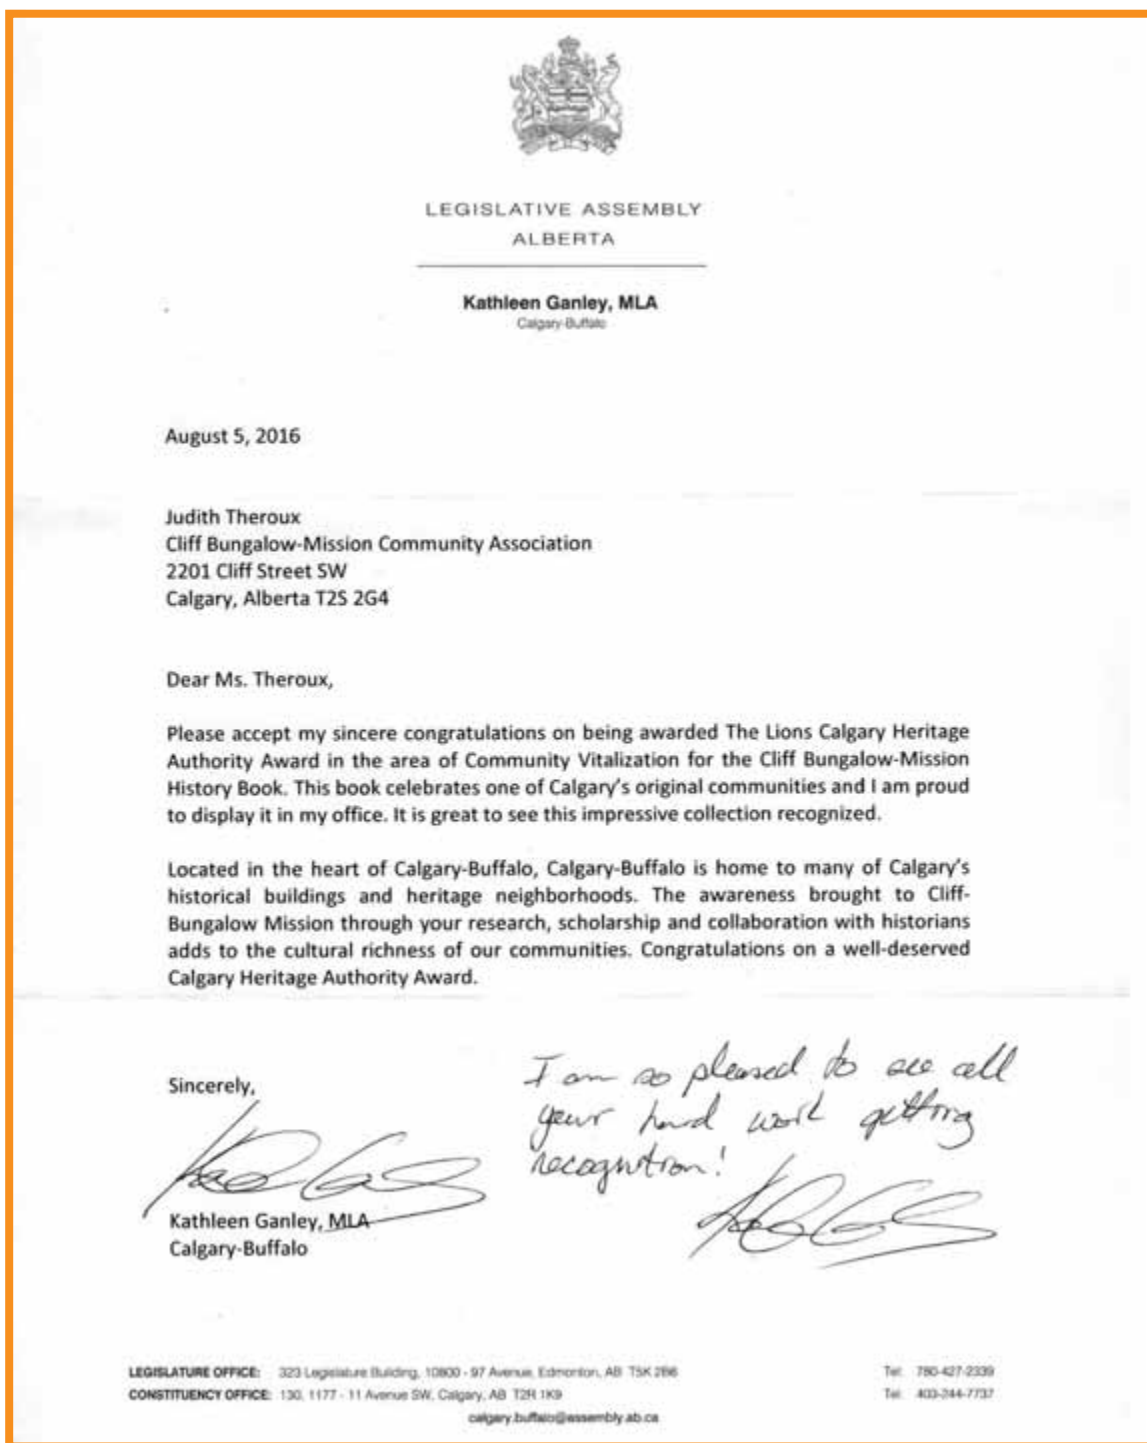 LEGISLATIVE ASSEMBLY
ALBERTA
Kathleen Ganley, MLA
Calgary-Buffalo
August 5, 2016
Judith Theroux
Cliff Bungalow-Mission Community Association
2201 Cliff Street SW
Calgary, Alberta T2S 2G4
Dear Ms. Theroux,
Please accept my sincere congratulations on being awarded The Lions Calgary Heritage
Authority Award in the area of Community Vitalization for the Cliff Bungalow-Mission
History Book. This book celebrates one of Calgary's original communities and I am proud
to display it in my office. It is great to see this impressive collection recognized.
Located in the heart of Calgary-Buffalo, Calgary-Buffalo is home to many of Calgary's
historical buildings and heritage neighborhoods. The awareness brought to Cliff-
Bungalow Mission through your research, scholarship and collaboration with historians
adds to the cultural richness of our communities. Congratulations on a well-deserved
Calgary Heritage Authority Award.
Sincerely,
I am so pleased to see all
your hard work getting
recognition!
Kathleen Ganley, MLA
Calgary-Buffalo
LEGISLATURE OFFICE: 323 Legislature Building, 10800 - 97 Avenue, Edmonton, AB T5K 2B6 Tel: 780-427-2339
CONSTITUENCY OFFICE: 130, 1177 - 11 Avenue SW, Calgary, AB T2R 1K9 Tel: 403-244-7737
calgary.buffalo@assembly.ab.ca